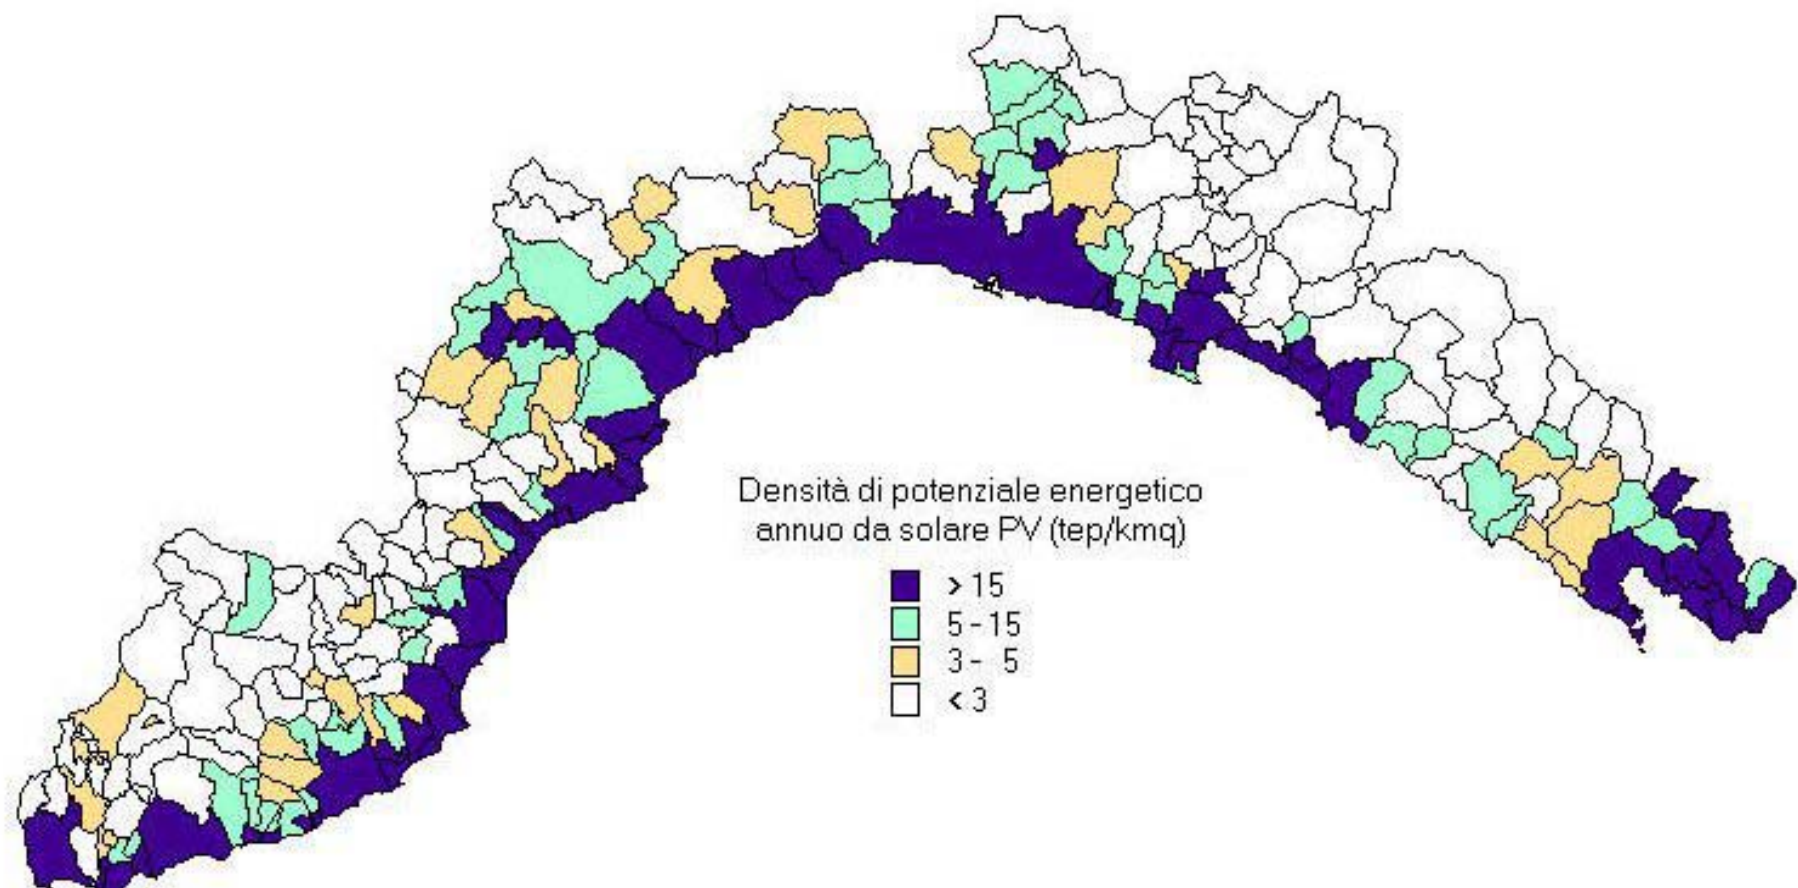 Densità di potenziale energetico
annuo da solare PV (tep/kmq)
> 15
5 - 15
3 - 5
< 3